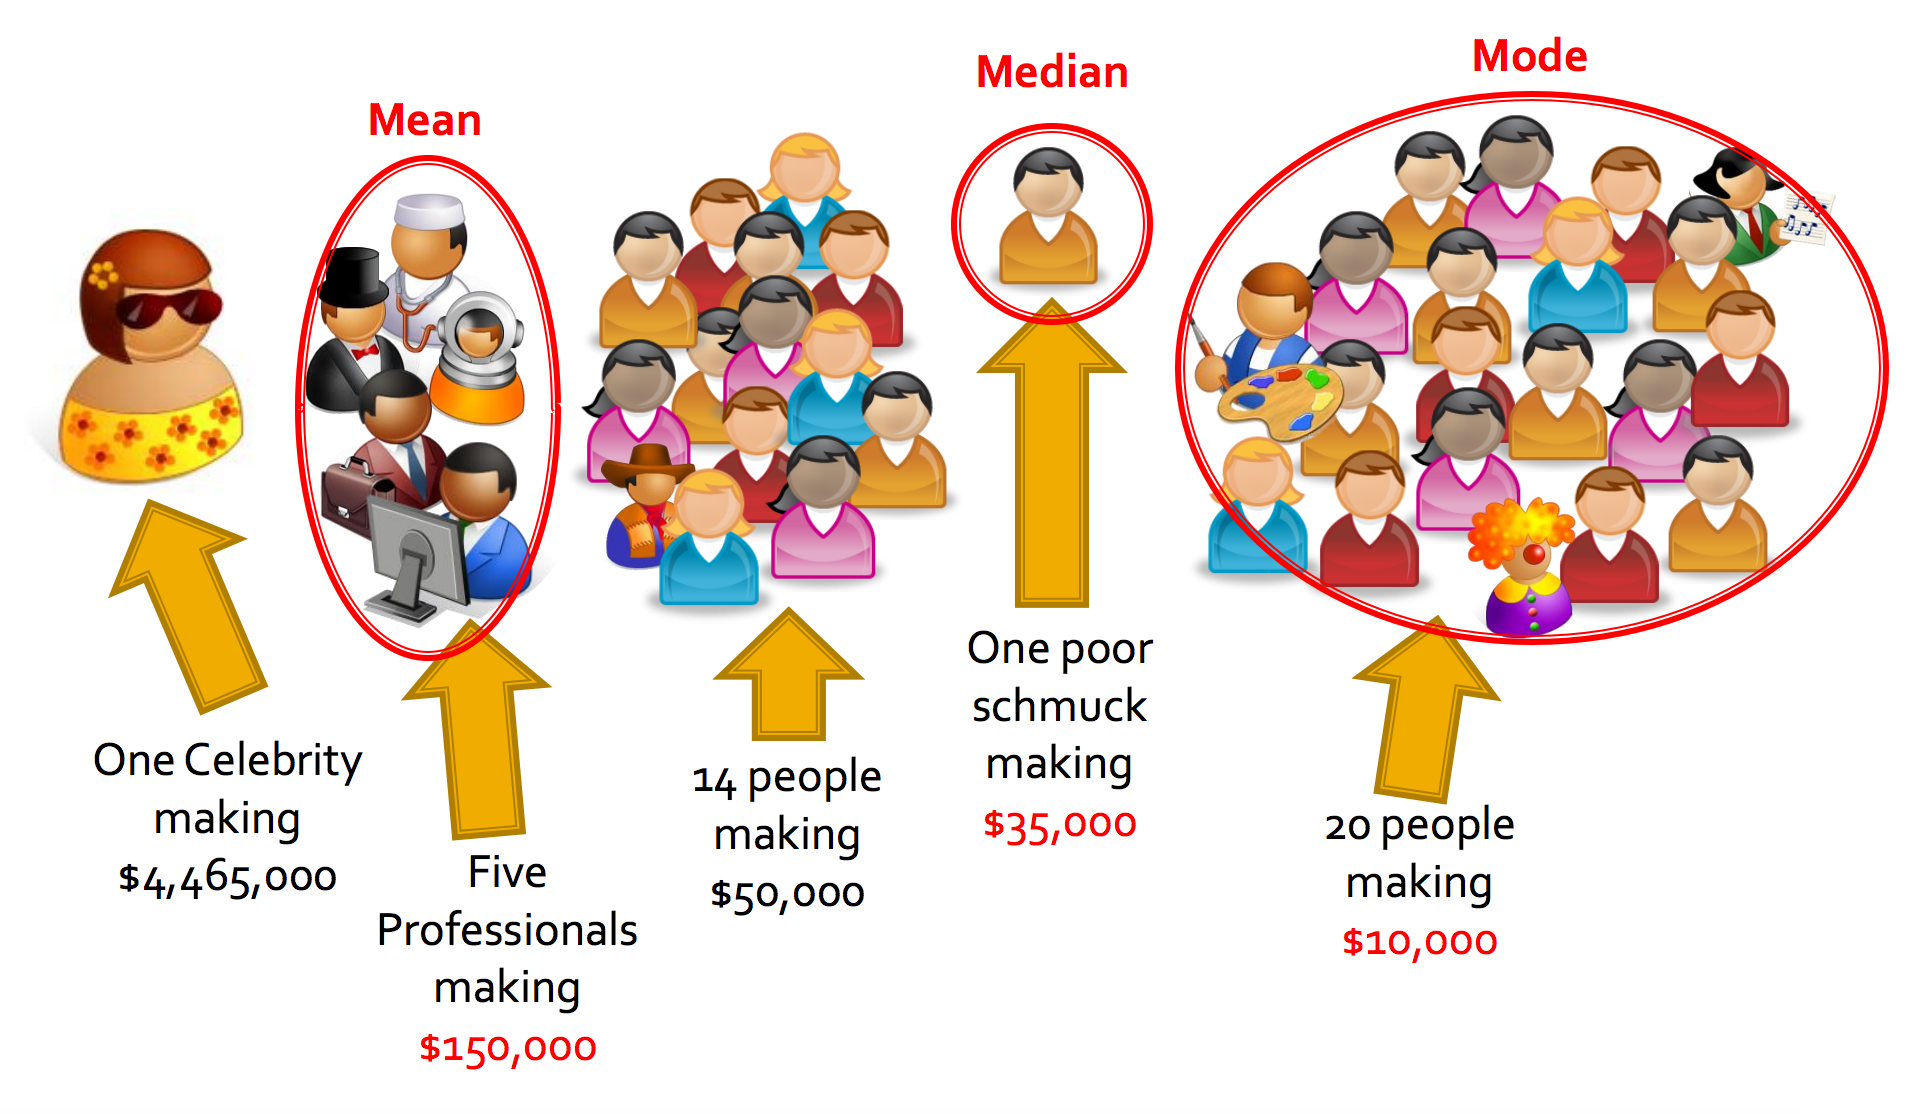 Mean
Median
Mode
One Celebrity
making
$4,465,000
Five
Professionals
making
$150,000
14 people
making
$50,000
One poor
schmuck
making
$35,000
20 people
making
$10,000